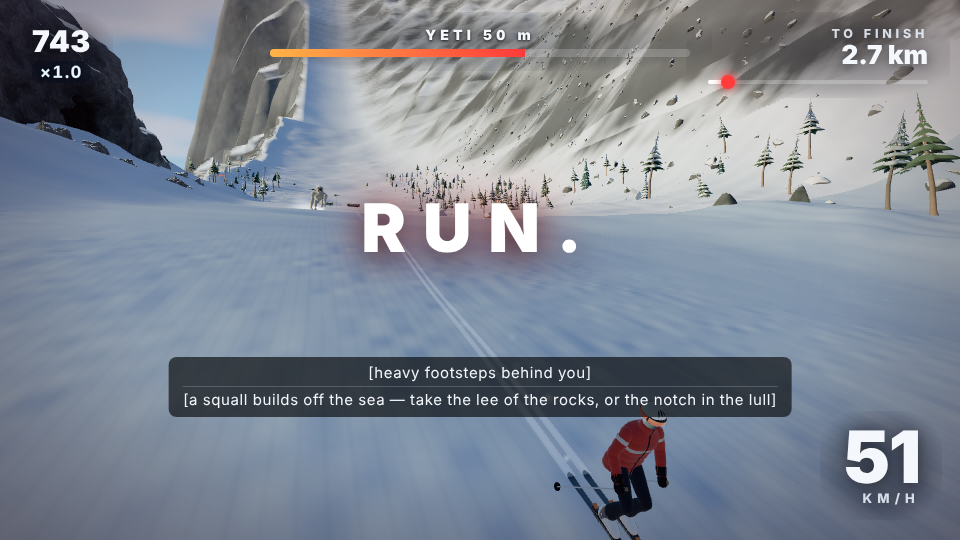 743
×1.0
YETI 50 m
TO FINISH
2.7 km
RUN.
[heavy footsteps behind you]
[a squall builds off the sea — take the lee of the rocks, or the notch in the lull]
51
KM/H